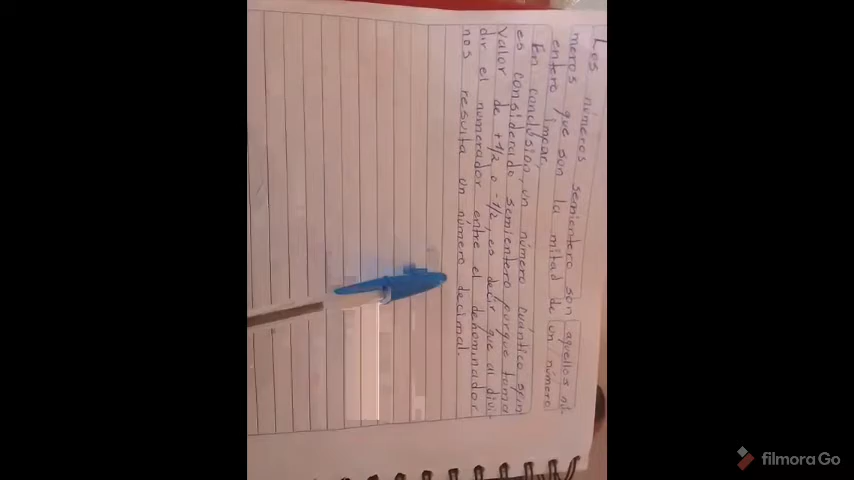 Los números semientero son aquellos nú-
meros que son la mitad de un número
entero impar,
En conclusión, un número cuántico spin
es considerado semientero porque toma
valor de +1/2 o -1/2, es decir que al divi-
dir el numerador entre el denominador
nos resulta un número decimal.
filmora Go